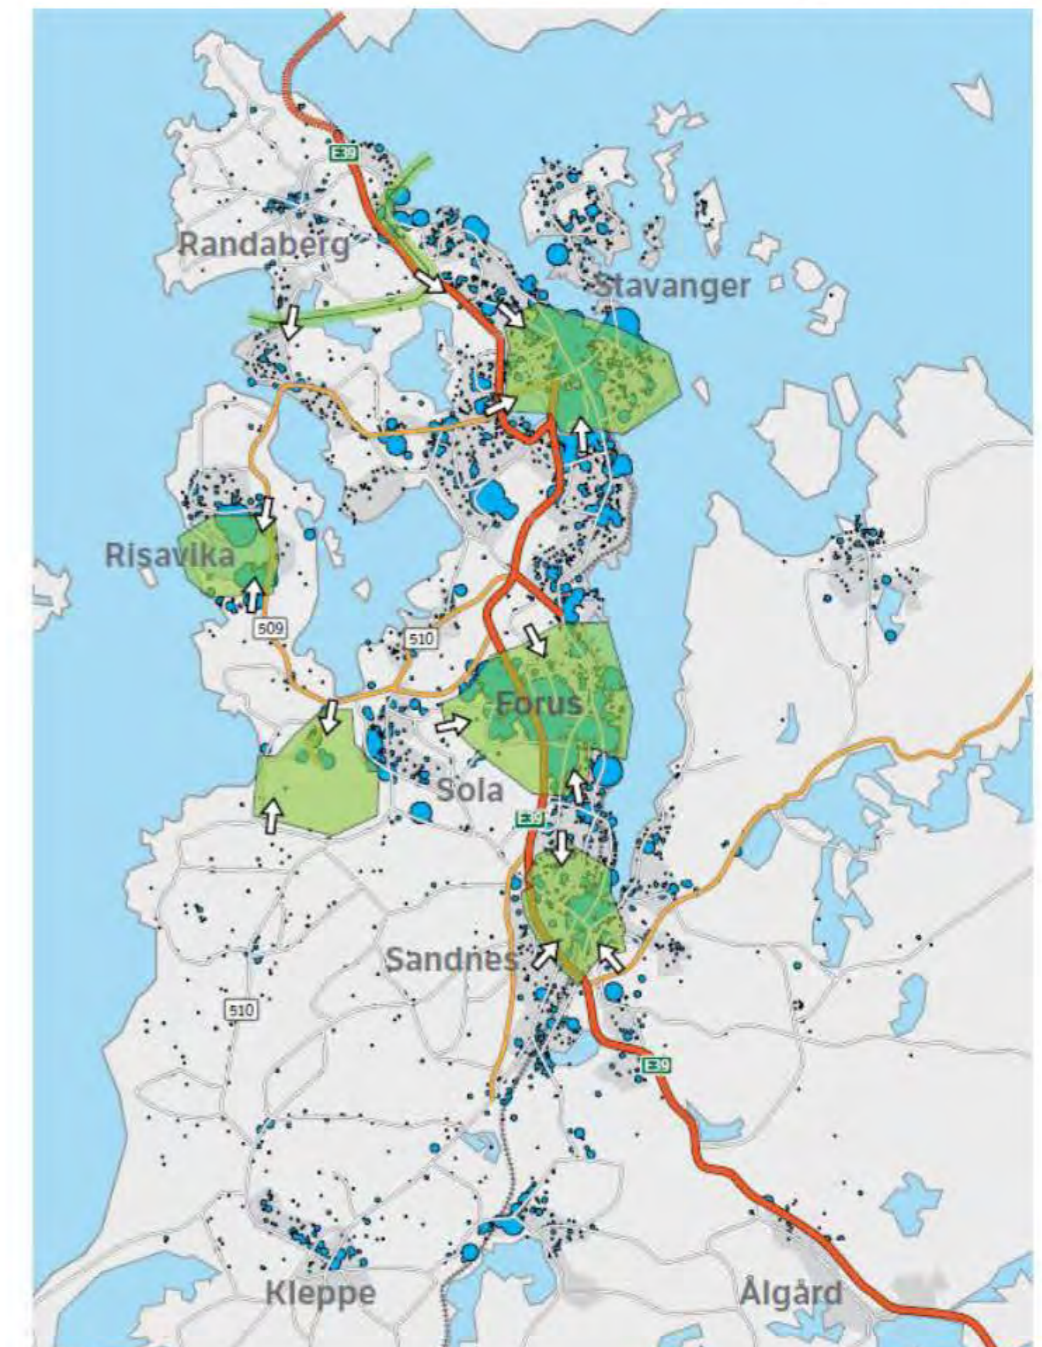 E39
Randaberg
Stavanger
Risavika
509
510
Forus
Sola
E39
Sandnes
510
E39
Kleppe
Ålgård